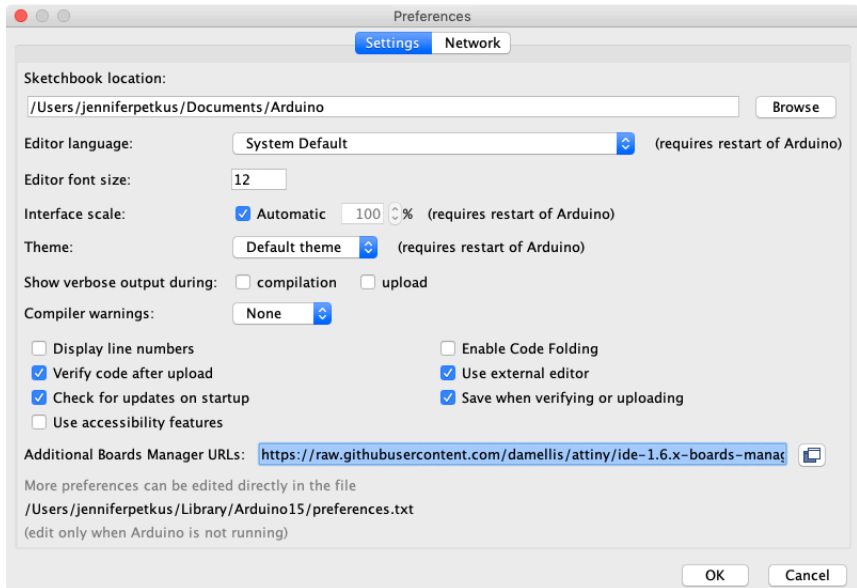 Preferences
Settings Network
Sketchbook location:
/Users/jenniferpetkus/Documents/Arduino Browse
Editor language: System Default (requires restart of Arduino)
Editor font size: 12
Interface scale: Automatic 100 % (requires restart of Arduino)
Theme: Default theme (requires restart of Arduino)
Show verbose output during: compilation upload
Compiler warnings: None
Display line numbers Enable Code Folding
Verify code after upload Use external editor
Check for updates on startup Save when verifying or uploading
Use accessibility features
Additional Boards Manager URLs: https://raw.githubusercontent.com/damellis/attiny/ide-1.6.x-boards-manag
More preferences can be edited directly in the file
/Users/jenniferpetkus/Library/Arduino15/preferences.txt
(edit only when Arduino is not running)
OK Cancel